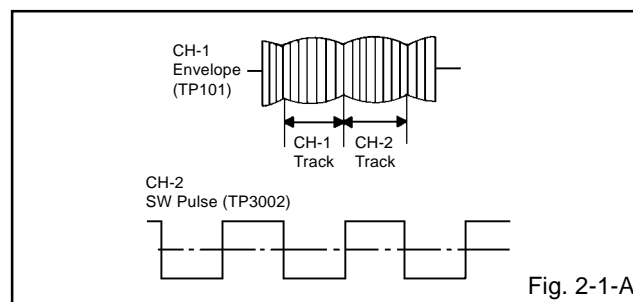 CH-1
Envelope
(TP101)
CH-1
Track
CH-2
Track
CH-2
SW Pulse (TP3002)
Fig. 2-1-A